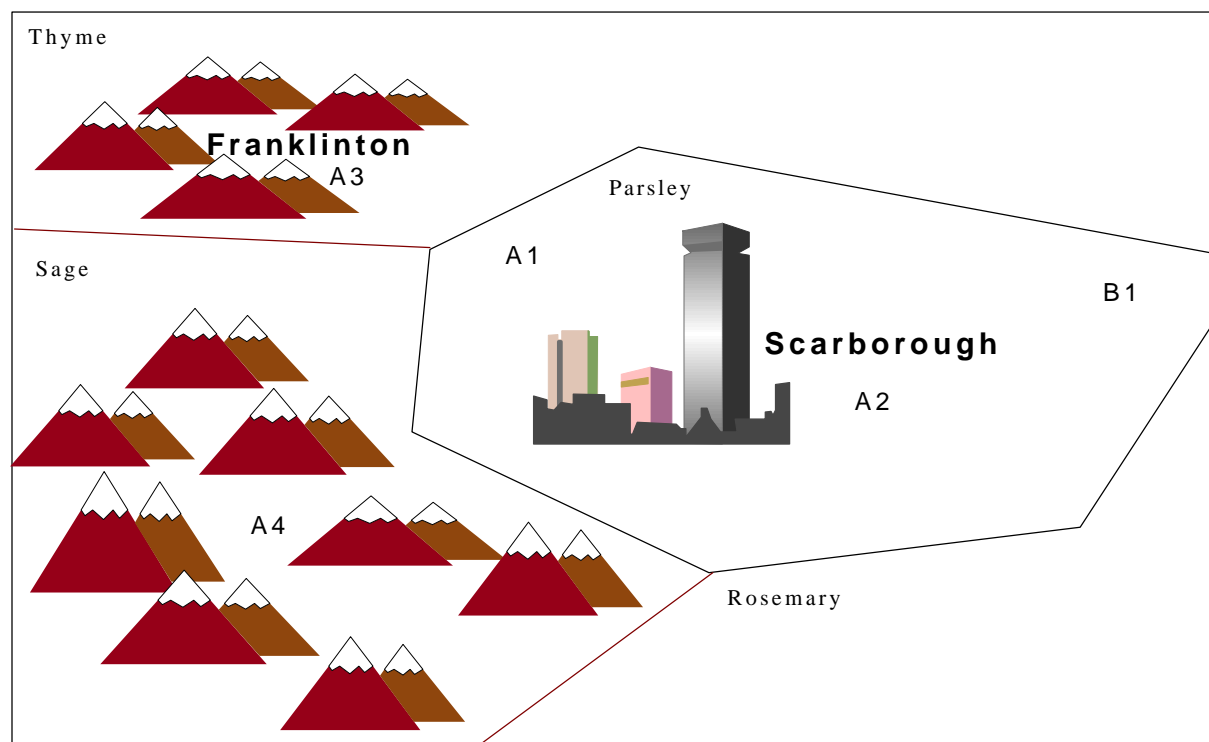 Thyme
Franklinton
A3
Parsley
A1
Sage
B1
Scarborough
A2
A4
Rosemary